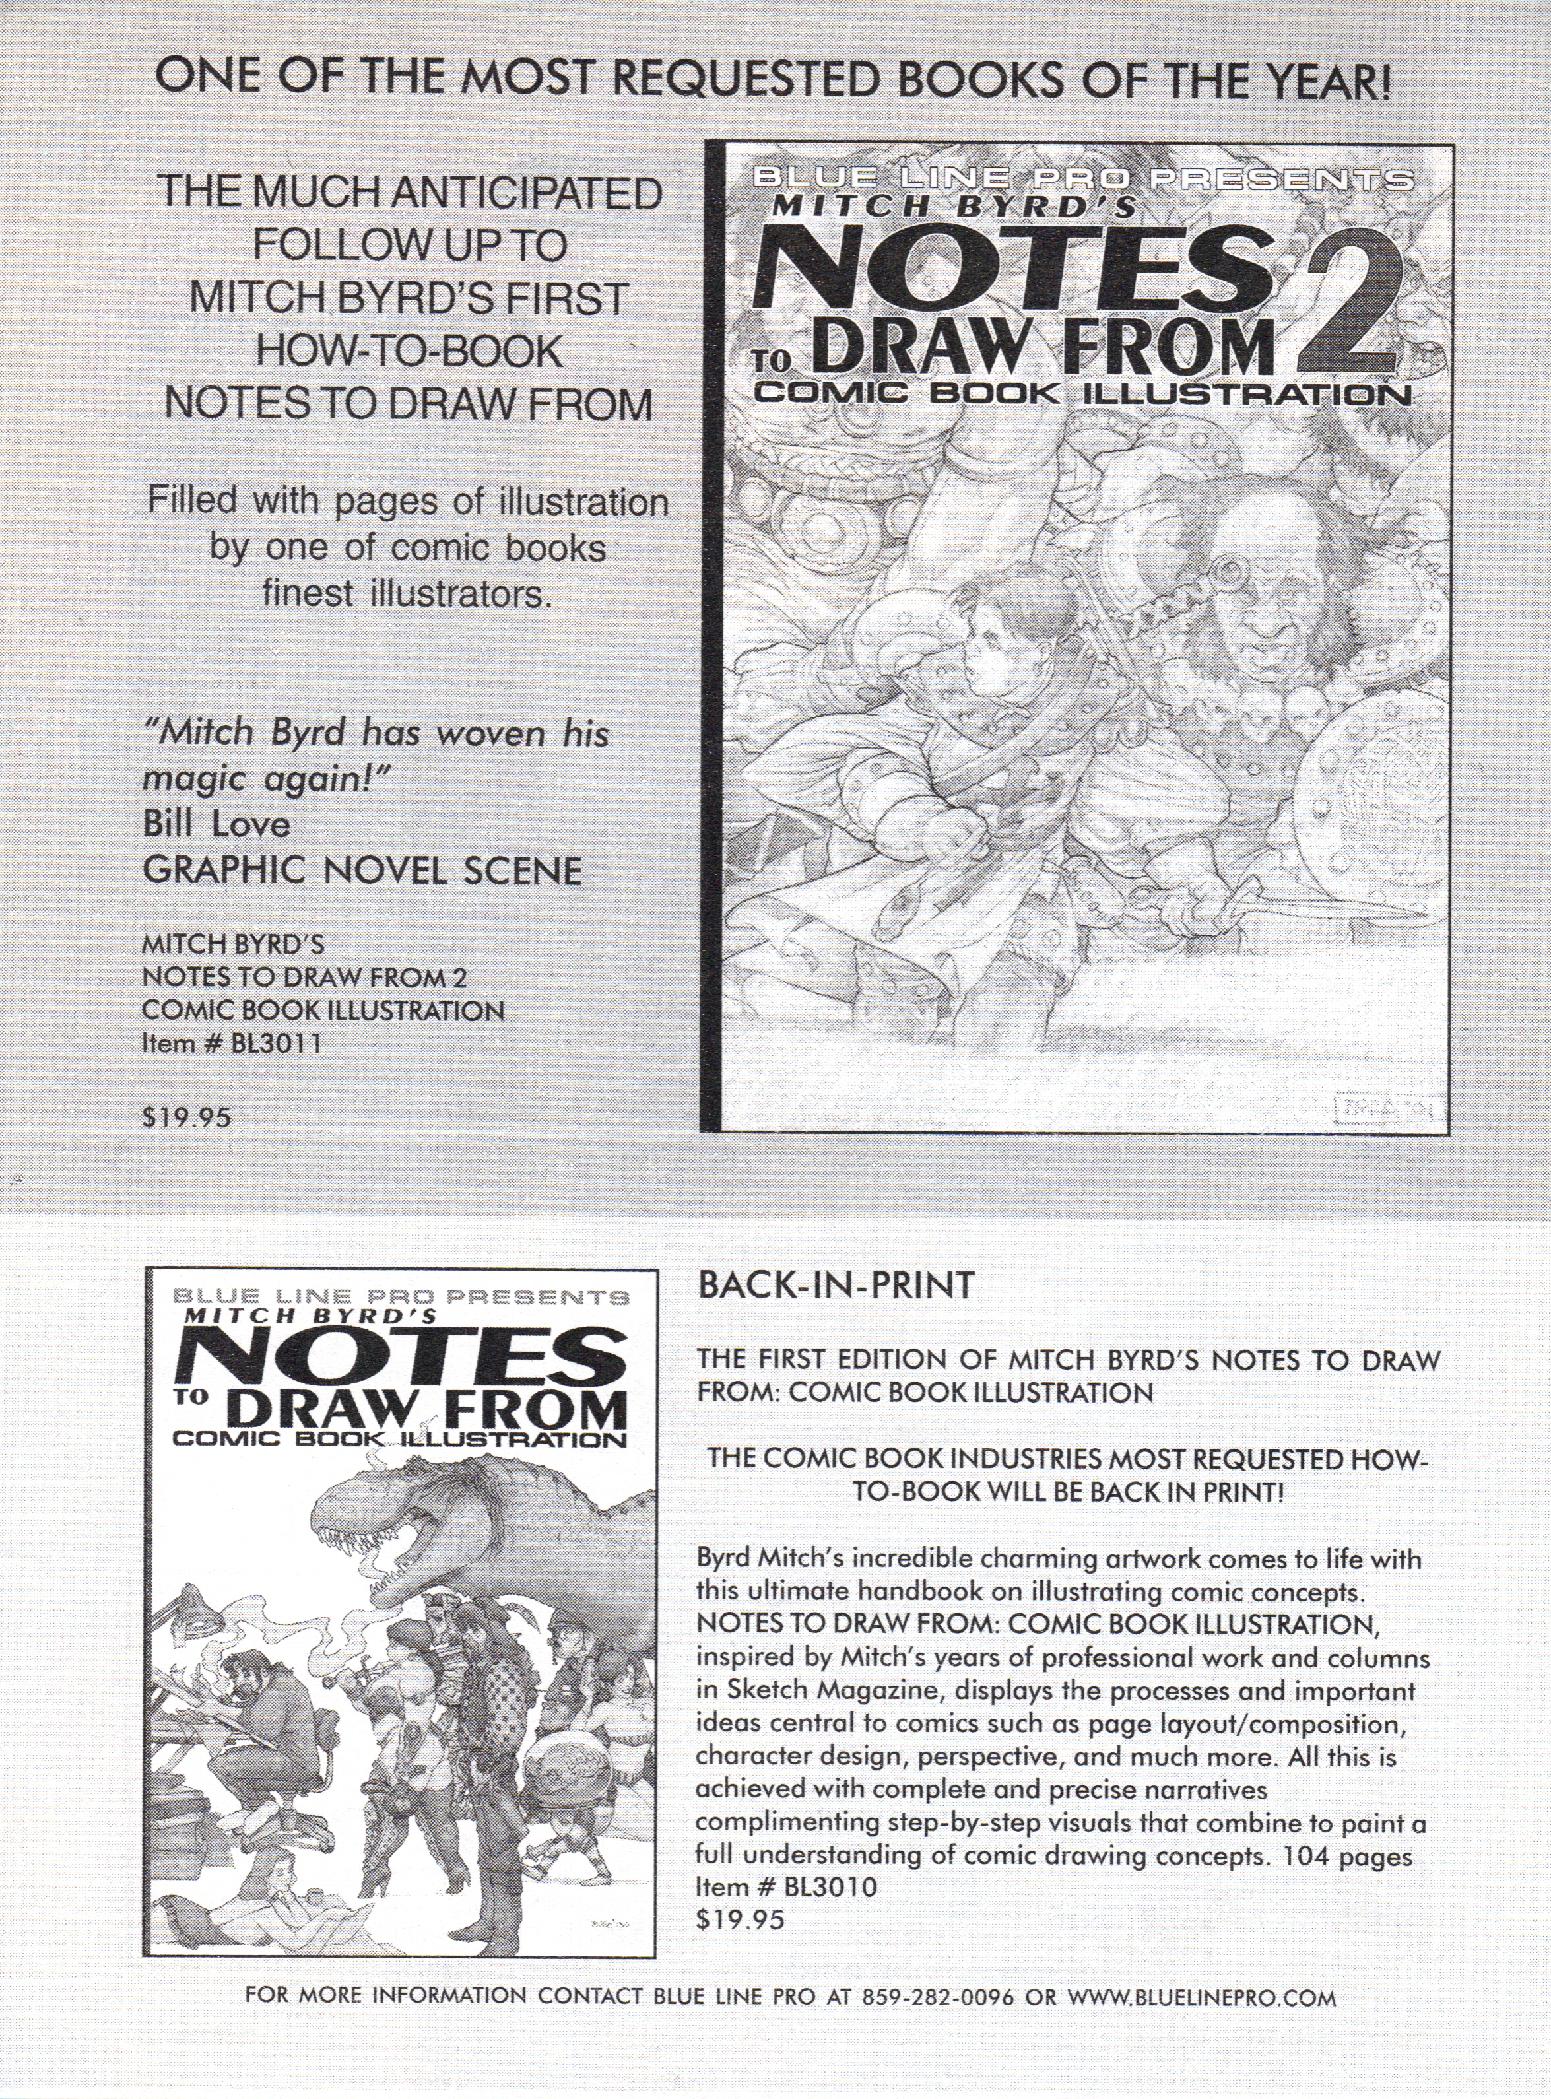 ONE OF THE MOST REQUESTED BOOKS OF THE YEAR!
THE MUCH ANTICIPATED
FOLLOW UP TO
MITCH BYRD'S FIRST
HOW-TO-BOOK
NOTES TO DRAW FROM
Filled with pages of illustration
by one of comic books
finest illustrators.
"Mitch Byrd has woven his
magic again!"
Bill Love
GRAPHIC NOVEL SCENE
MITCH BYRD'S
NOTES TO DRAW FROM 2
COMIC BOOK ILLUSTRATION
Item # BL3011
$19.95
BLUE LINE PRO PRESENTS
MITCH BYRD'S
NOTES 2
TO DRAW FROM
COMIC BOOK ILLUSTRATION
BLUE LINE PRO PRESENTS
MITCH BYRD'S
NOTES
TO DRAW FROM
COMIC BOOK ILLUSTRATION
BACK-IN-PRINT
THE FIRST EDITION OF MITCH BYRD'S NOTES TO DRAW
FROM: COMIC BOOK ILLUSTRATION
THE COMIC BOOK INDUSTRIES MOST REQUESTED HOW-
TO-BOOK WILL BE BACK IN PRINT!
Byrd Mitch's incredible charming artwork comes to life with
this ultimate handbook on illustrating comic concepts.
NOTES TO DRAW FROM: COMIC BOOK ILLUSTRATION,
inspired by Mitch's years of professional work and columns
in Sketch Magazine, displays the processes and important
ideas central to comics such as page layout/composition,
character design, perspective, and much more. All this is
achieved with complete and precise narratives
complimenting step-by-step visuals that combine to paint a
full understanding of comic drawing concepts. 104 pages
Item # BL3010
$19.95
FOR MORE INFORMATION CONTACT BLUE LINE PRO AT 859-282-0096 OR WWW.BLUELINEPRO.COM